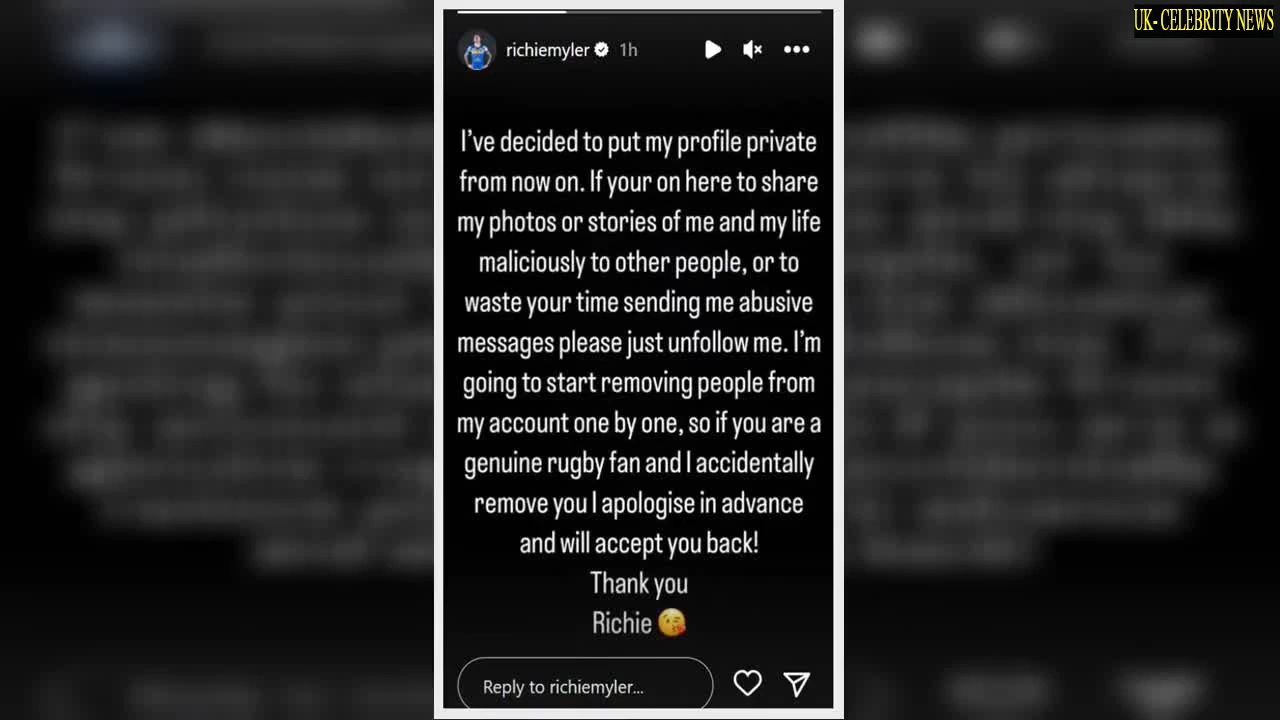 UK- CELEBRITY NEWS
richiemyler 1h
I've decided to put my profile private
from now on. If your on here to share
my photos or stories of me and my life
maliciously to other people, or to
waste your time sending me abusive
messages please just unfollow me. I'm
going to start removing people from
my account one by one, so if you are a
genuine rugby fan and I accidentally
remove you I apologise in advance
and will accept you back!
Thank you
Richie 😘
Reply to richiemyler...